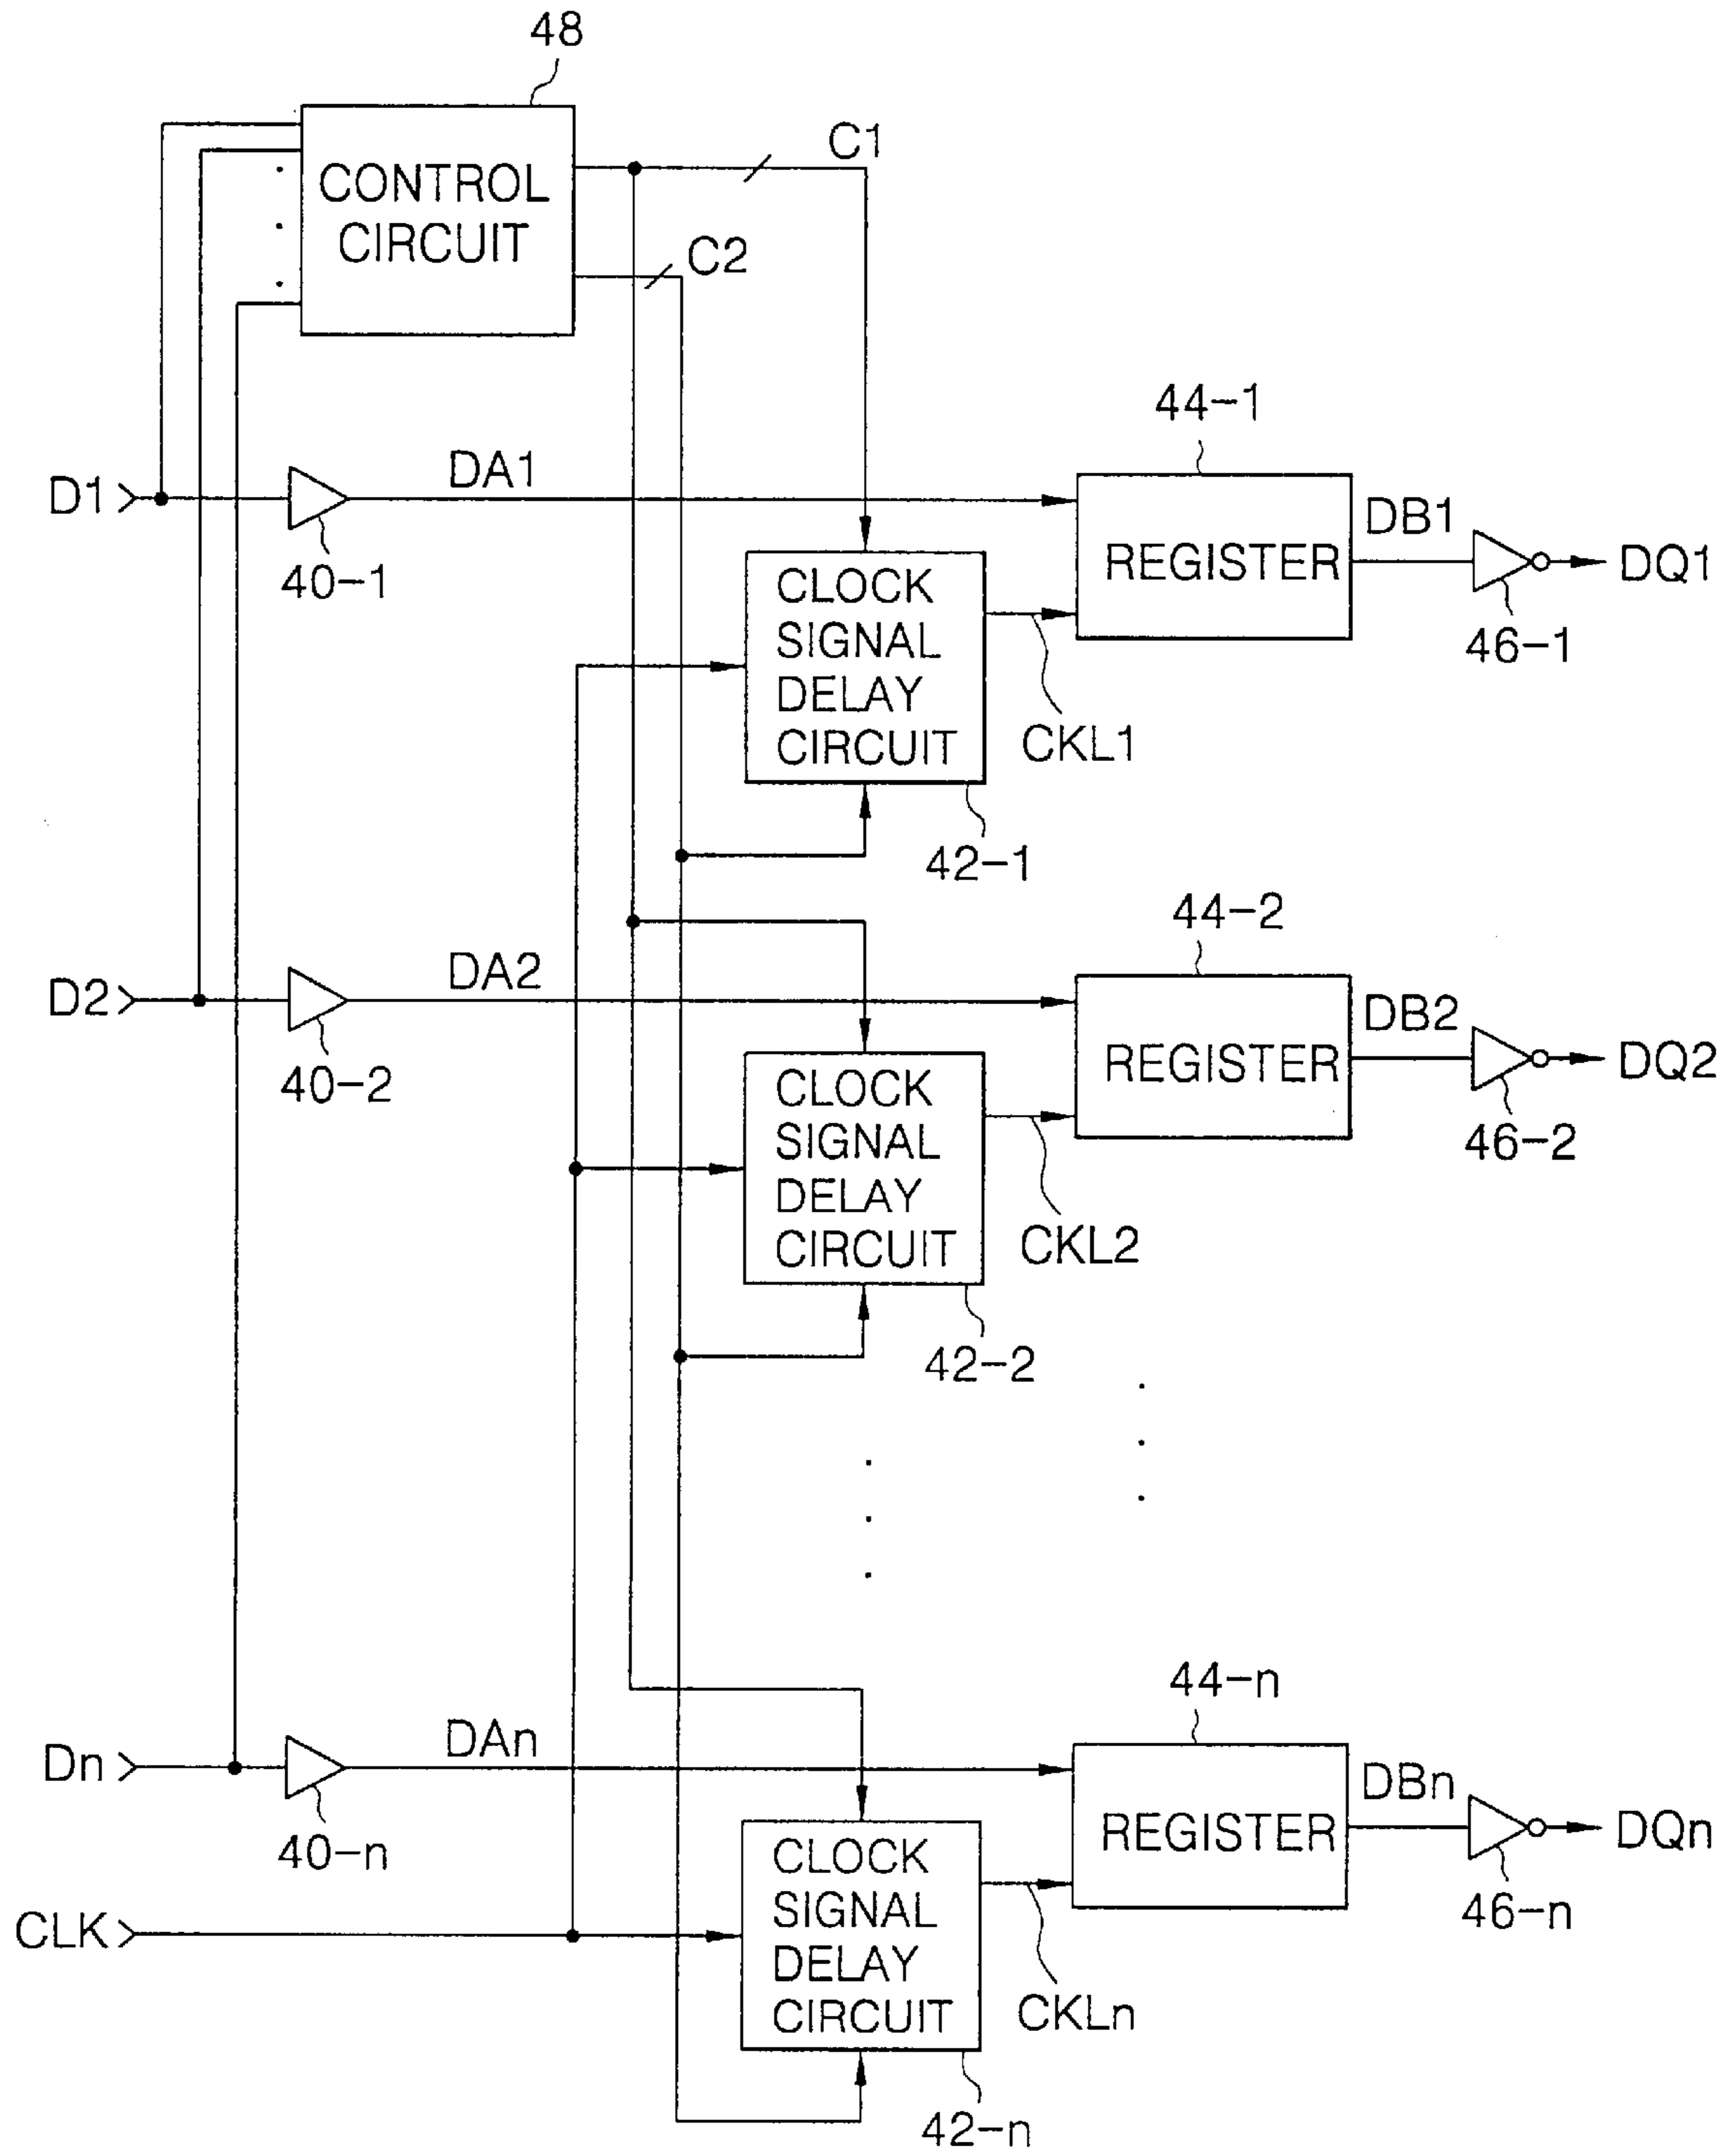 48
CONTROL
CIRCUIT
C1
C2
44-1
D1
DA1
40-1
REGISTER
DB1
DQ1
46-1
CLOCK
SIGNAL
DELAY
CIRCUIT
CKL1
42-1
44-2
D2
DA2
40-2
REGISTER
DB2
DQ2
46-2
CLOCK
SIGNAL
DELAY
CIRCUIT
CKL2
42-2
44-n
Dn
DAn
40-n
REGISTER
DBn
DQn
46-n
CLK
CLOCK
SIGNAL
DELAY
CIRCUIT
CKLn
42-n